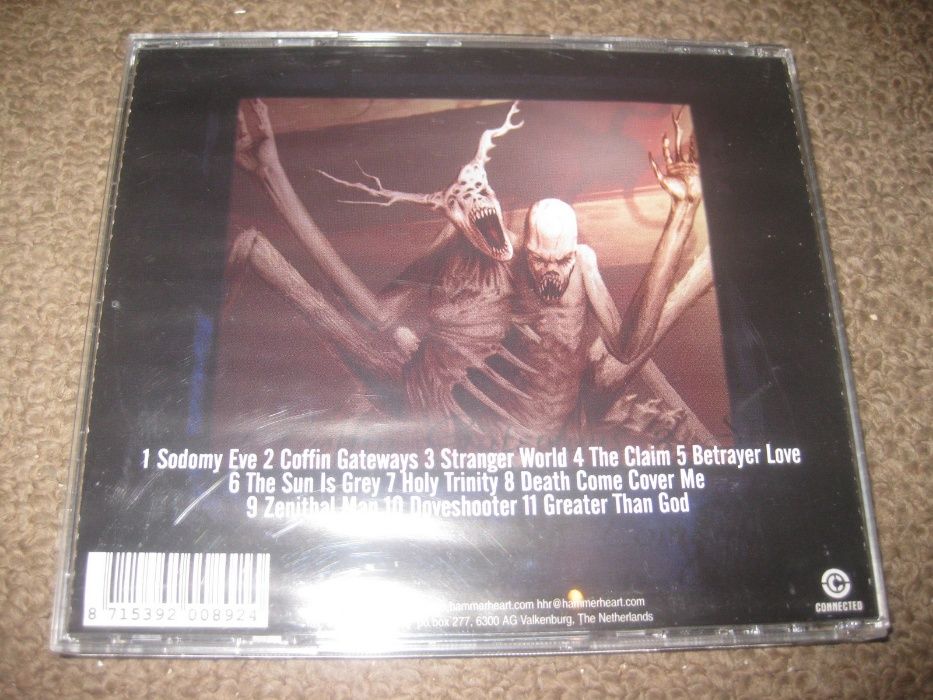 1 Sodomy Eve 2 Coffin Gateways 3 Stranger World 4 The Claim 5 Betrayer Love
6 The Sun Is Grey 7 Holy Trinity 8 Death Come Cover Me
9 Zenithal Man 10 Doveshooter 11 Greater Than God
8 715392 008924
hammerheart.com hhr@hammerheart.com
po.box 277, 6300 AG Valkenburg, The Netherlands
CONNECTED